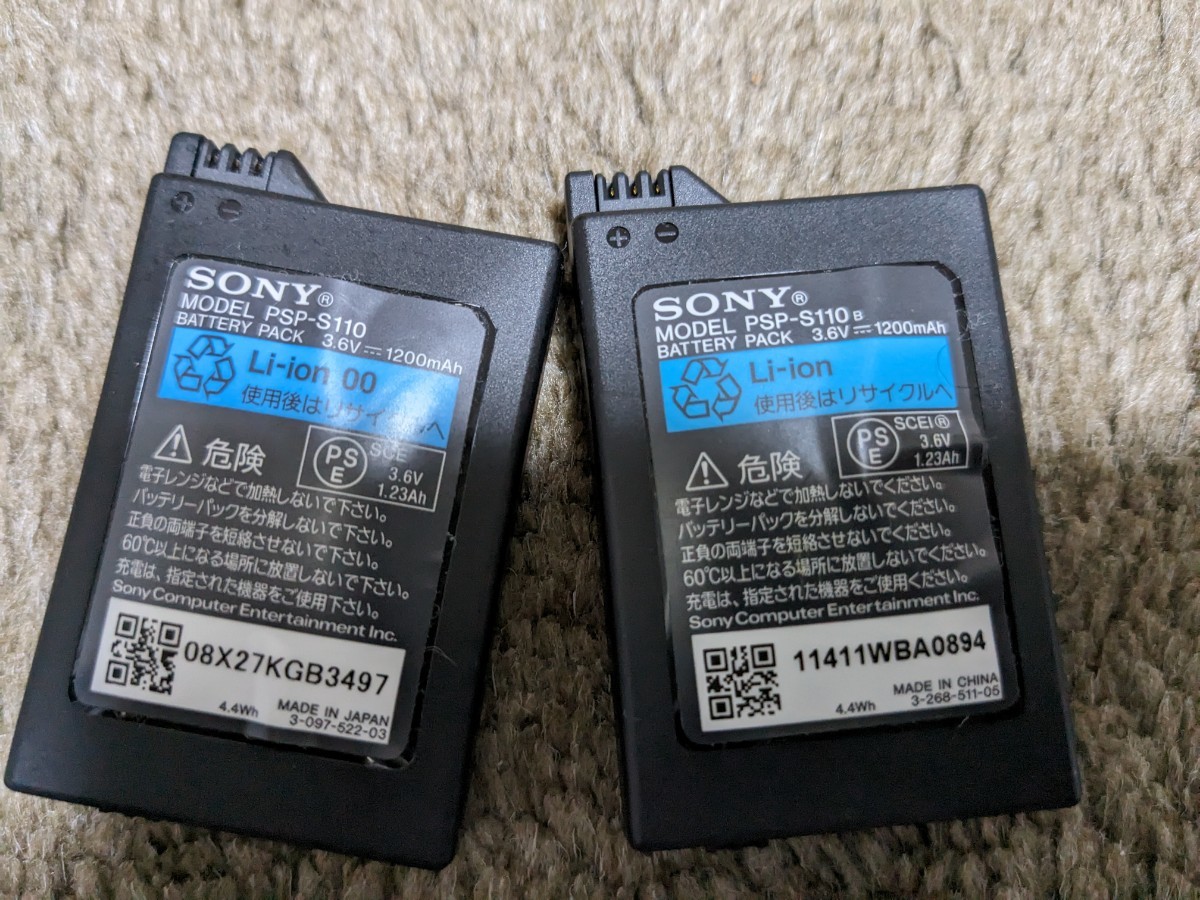 SONY®
MODEL PSP-S110
BATTERY PACK 3.6V 1200mAh
Li-ion 00
使用後はリサイクルへ
危険
PSE
SCE
3.6V
1.23Ah
電子レンジなどで加熱しないで下さい。
バッテリーパックを分解しないで下さい。
正負の両端子を短絡させないで下さい。
60℃以上になる場所に放置しないで下さい。
充電は、指定された機器をご使用下さい。
Sony Computer Entertainment Inc.
08X27KGB3497
4.4Wh
MADE IN JAPAN
3-097-522-03
SONY®
MODEL PSP-S110 B
BATTERY PACK 3.6V 1200mAh
Li-ion
使用後はリサイクルへ
危険
PSE
SCEI®
3.6V
1.23Ah
電子レンジなどで加熱しないでください。
バッテリーパックを分解しないでください。
正負の両端子を短絡させないでください。
60℃以上になる場所に放置しないでください。
充電は、指定された機器をご使用ください。
Sony Computer Entertainment Inc.
11411WBA0894
4.4Wh
MADE IN CHINA
3-268-511-05